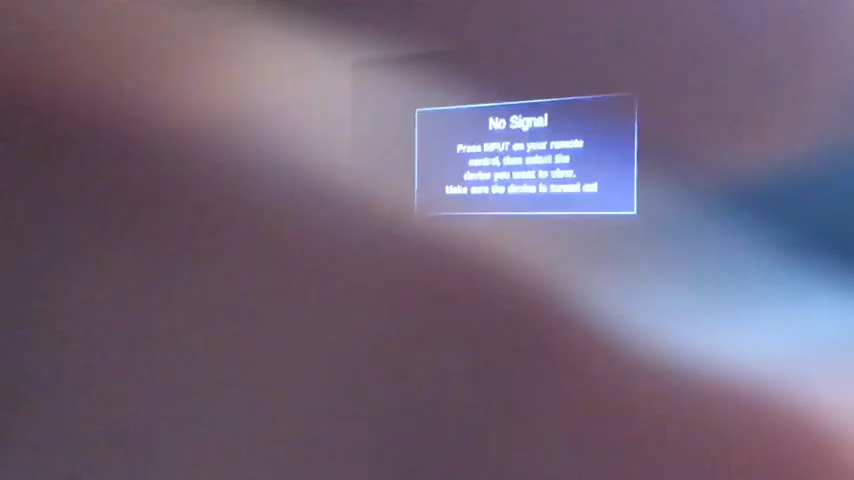 No Signal
Press INPUT on your remote
control, then select the
device you want to view.
Make sure the device is turned on!